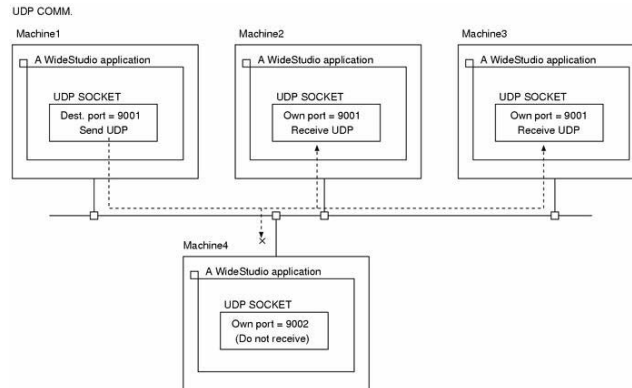 UDP COMM.
Machine1
A WideStudio application
UDP SOCKET
Dest. port = 9001
Send UDP
Machine2
A WideStudio application
UDP SOCKET
Own port = 9001
Receive UDP
Machine3
A WideStudio application
UDP SOCKET
Own port = 9001
Receive UDP
Machine4
A WideStudio application
UDP SOCKET
Own port = 9002
(Do not receive)